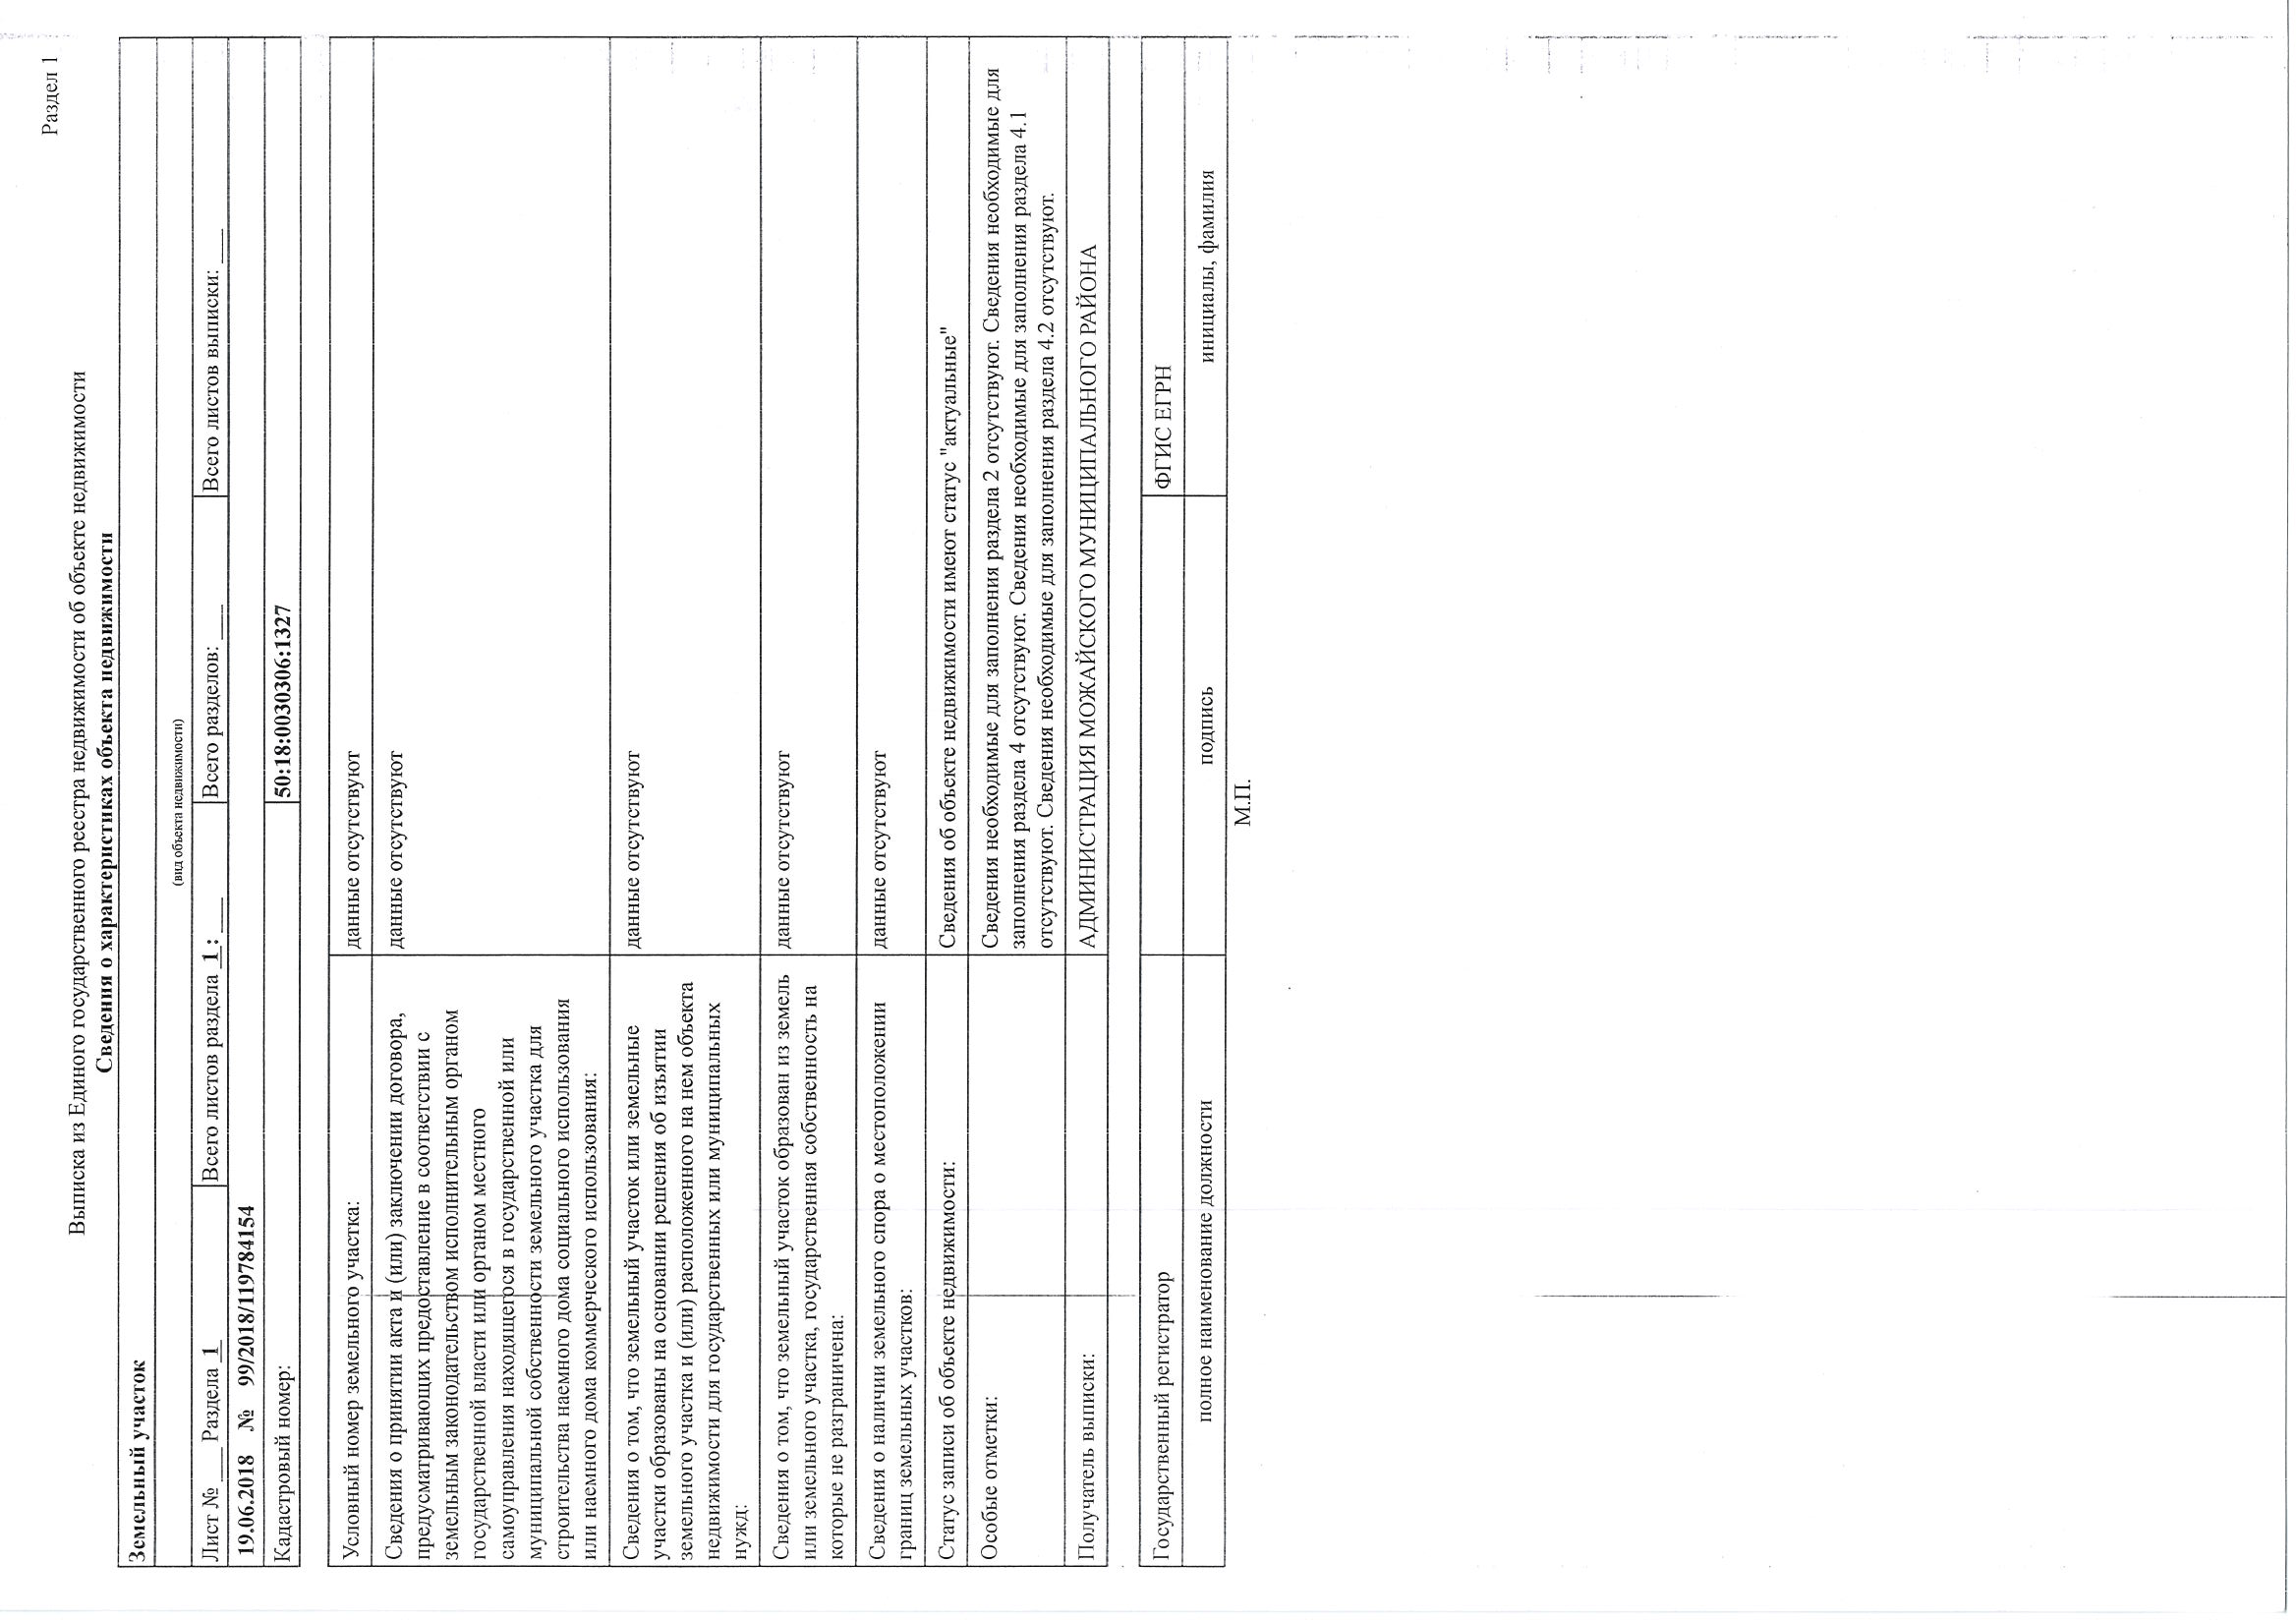 Раздел 1
Выписка из Единого государственного реестра недвижимости об объекте недвижимости
Сведения о характеристиках объекта недвижимости
Земельный участок
(вид объекта недвижимости)
Лист № ___ Раздела 1 Всего листов раздела 1 : ___ Всего разделов: ___ Всего листов выписки: ___
19.06.2018 № 99/2018/119784154
Кадастровый номер: 50:18:0030306:1327
Условный номер земельного участка: данные отсутствуют
Сведения о принятии акта и (или) заключении договора, данные отсутствуют
предусматривающих предоставление в соответствии с
земельным законодательством исполнительным органом
государственной власти или органом местного
самоуправления находящегося в государственной или
муниципальной собственности земельного участка для
строительства наемного дома социального использования
или наемного дома коммерческого использования:
Сведения о том, что земельный участок или земельные данные отсутствуют
участки образованы на основании решения об изъятии
земельного участка и (или) расположенного на нем объекта
недвижимости для государственных или муниципальных
нужд:
Сведения о том, что земельный участок образован из земель данные отсутствуют
или земельного участка, государственная собственность на
которые не разграничена:
Сведения о наличии земельного спора о местоположении данные отсутствуют
границ земельных участков:
Статус записи об объекте недвижимости: Сведения об объекте недвижимости имеют статус "актуальные"
Особые отметки: Сведения необходимые для заполнения раздела 2 отсутствуют. Сведения необходимые для
заполнения раздела 4 отсутствуют. Сведения необходимые для заполнения раздела 4.1
отсутствуют. Сведения необходимые для заполнения раздела 4.2 отсутствуют.
Получатель выписки: АДМИНИСТРАЦИЯ МОЖАЙСКОГО МУНИЦИПАЛЬНОГО РАЙОНА
Государственный регистратор ФГИС ЕГРН
полное наименование должности подпись инициалы, фамилия
М.П.